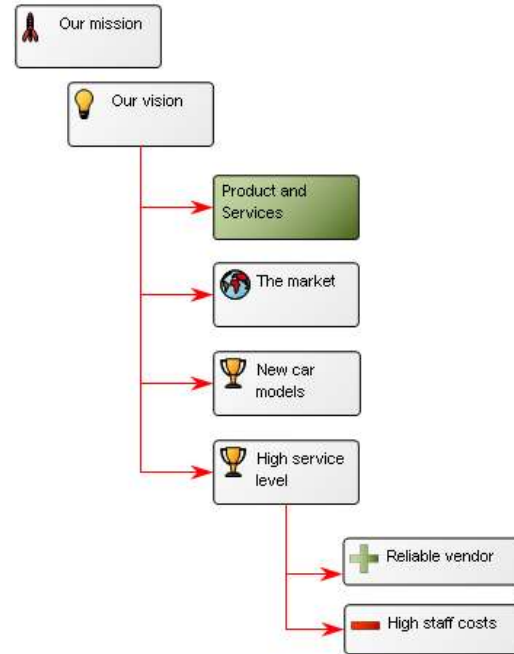 Our mission
Our vision
Product and
Services
The market
New car
models
High service
level
Reliable vendor
High staff costs